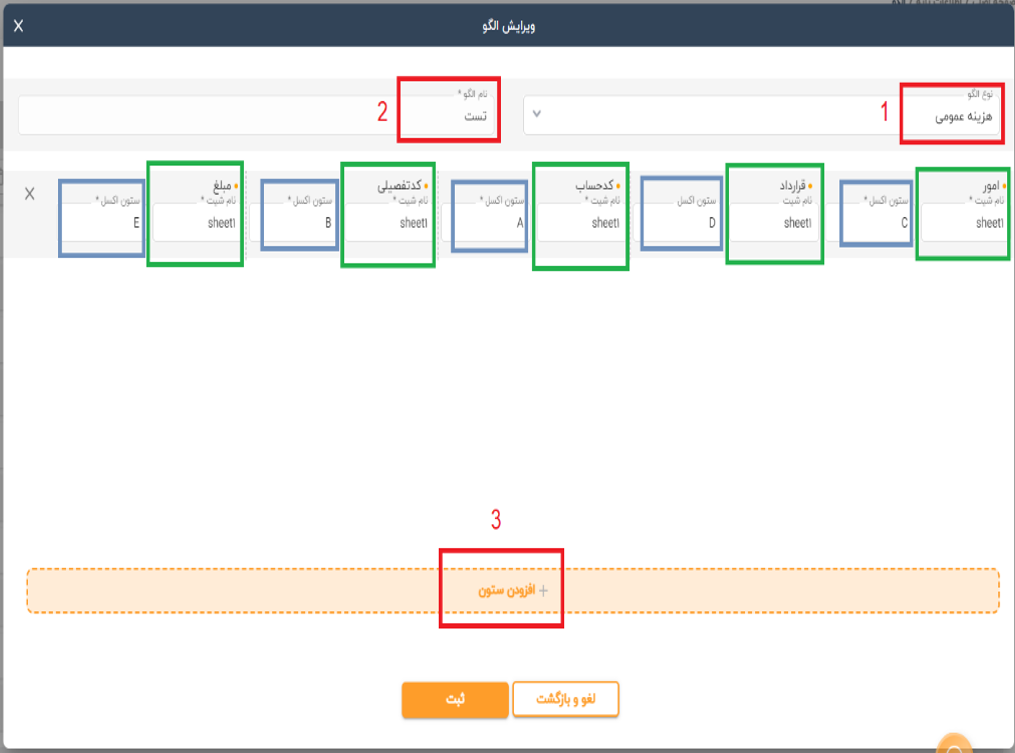 ویرایش الگو
X
نوع الگو
هزینه عمومی
1
نام الگو *
تست
2
• امور
نام شیت *
sheet1
ستون اکسل *
C
• قرارداد
نام شیت
sheet1
ستون اکسل
D
• کدحساب
نام شیت *
sheet1
ستون اکسل *
A
• کدتفصیلی
نام شیت *
sheet1
ستون اکسل *
B
• مبلغ
نام شیت *
sheet1
ستون اکسل *
E
X
3
+ افزودن ستون
لغو و بازگشت
ثبت